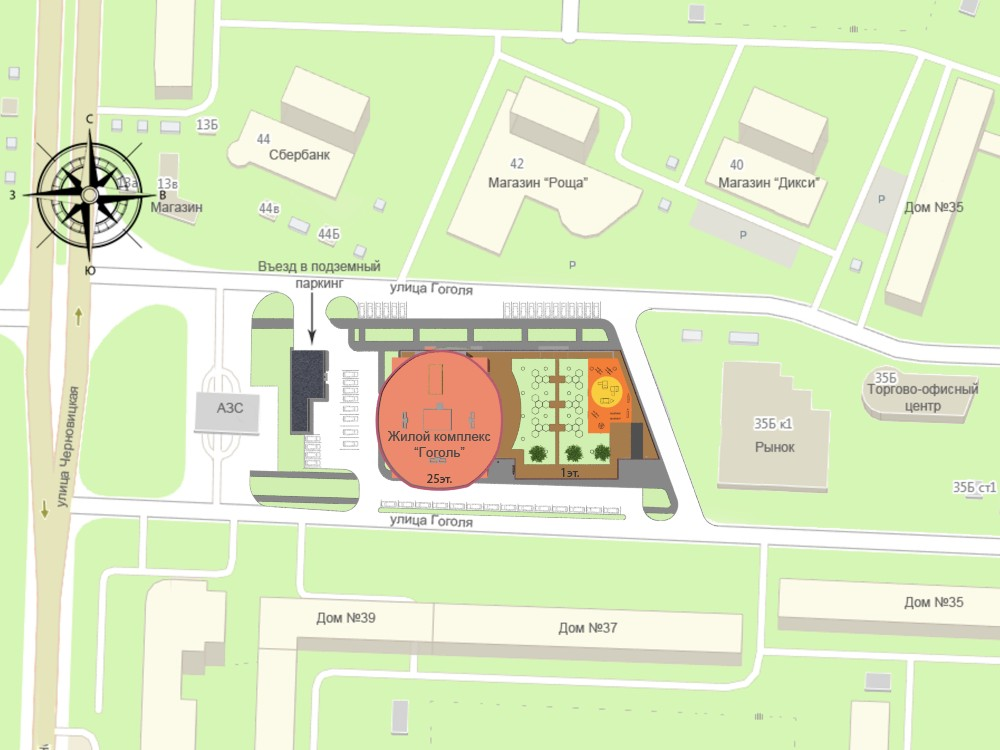 С
13Б
44
Сбербанк
42
Магазин “Роща”
40
Магазин “Дикси”
13а
13в
З
В
Магазин
44в
44Б
P
Дом №35
P
P
Ю
Въезд в подземный
паркинг
улица Гоголя
35Б
Торгово-офисный
центр
АЗС
улица Черновицкая
Жилой комплекс
“Гоголь”
25эт.
1эт.
35Б к1
Рынок
35Б ст1
улица Гоголя
Дом №39
Дом №37
Дом №35